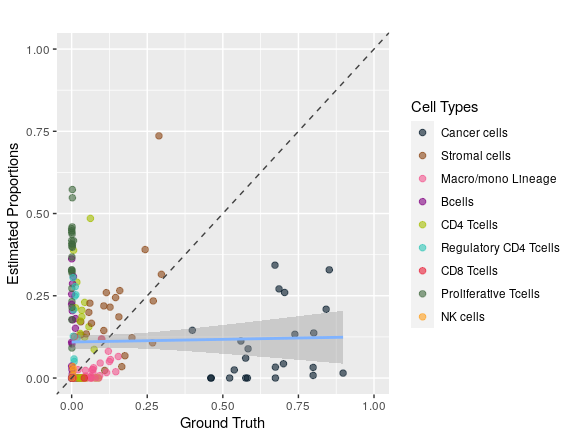 1.00
0.75
0.50
0.25
0.00
Estimated Proportions
0.00 0.25 0.50 0.75 1.00
Ground Truth
Cell Types
Cancer cells
Stromal cells
Macro/mono Lineage
Bcells
CD4 Tcells
Regulatory CD4 Tcells
CD8 Tcells
Proliferative Tcells
NK cells